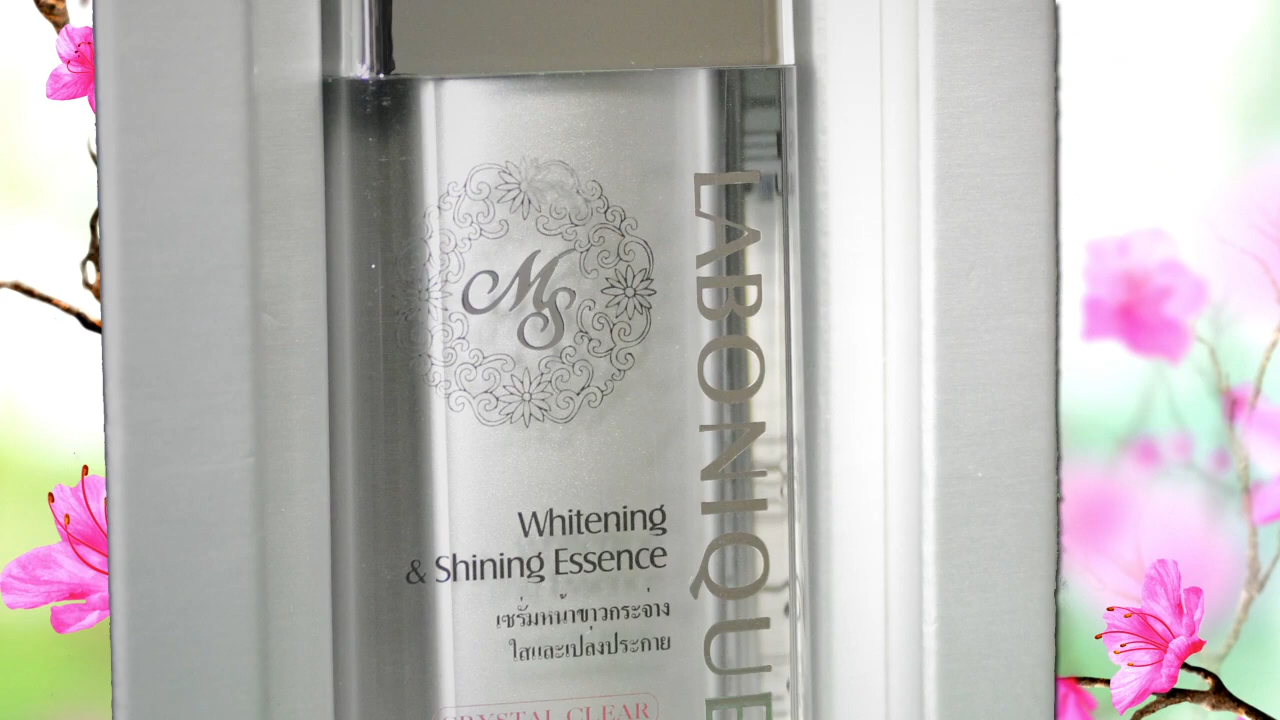 MS
LABONIQUE
Whitening
& Shining Essence
เซรั่มหน้าขาวกระจ่าง
ใสและเปล่งประกาย
CRYSTAL CLEAR